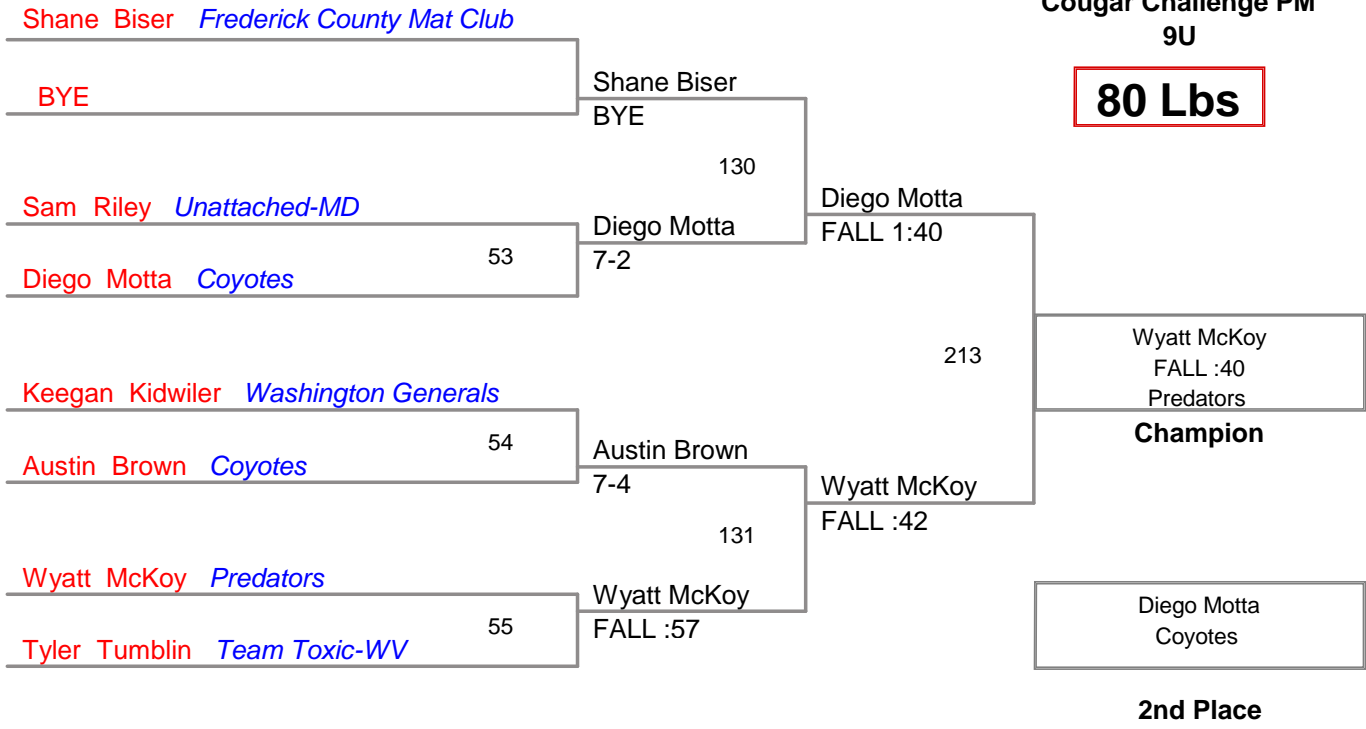 Cougar Challenge PM
9U
80 Lbs
Shane Biser Frederick County Mat Club
BYE
Shane Biser
BYE
130
Sam Riley Unattached-MD
53
Diego Motta Coyotes
Diego Motta
7-2
Diego Motta
FALL 1:40
Keegan Kidwiler Washington Generals
54
Austin Brown Coyotes
Austin Brown
7-4
131
Wyatt McKoy Predators
55
Tyler Tumblin Team Toxic-WV
Wyatt McKoy
FALL :57
Wyatt McKoy
FALL :42
213
Wyatt McKoy
FALL :40
Predators
Champion
Diego Motta
Coyotes
2nd Place